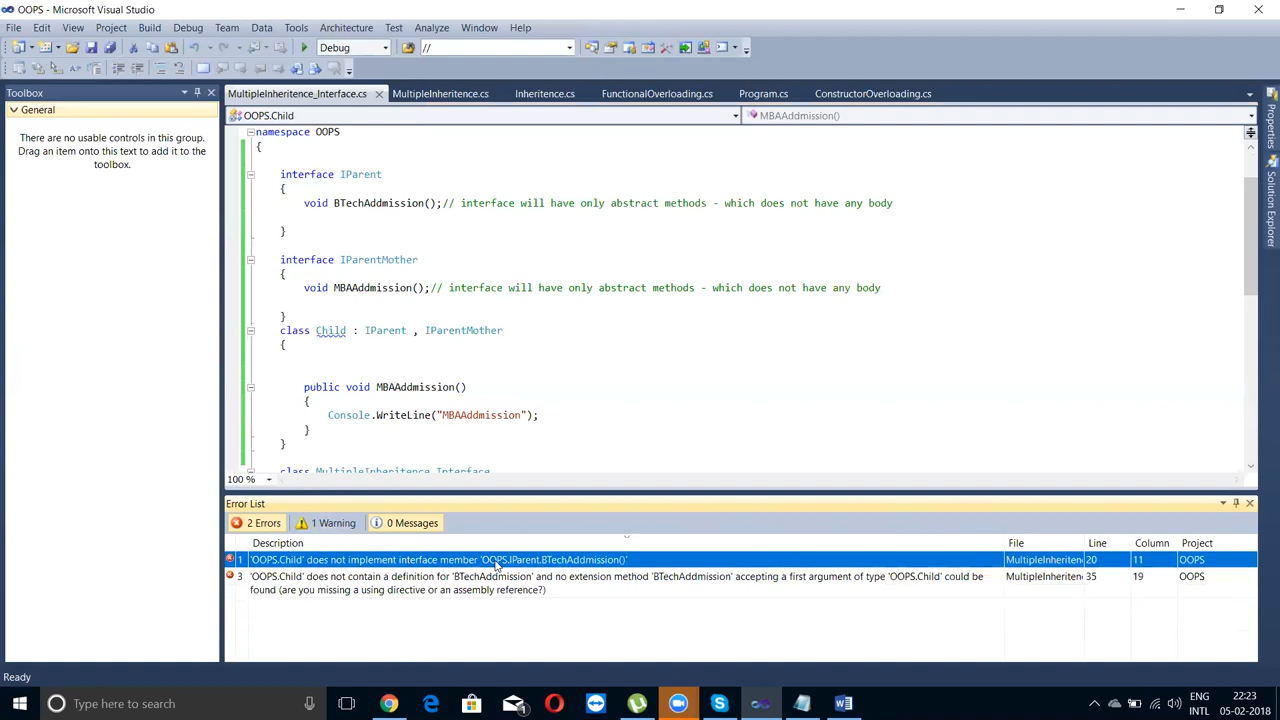 OOPS - Microsoft Visual Studio
File Edit View Project Build Debug Team Data Tools Architecture Test Analyze Window Help
Debug //
Toolbox
General
There are no usable controls in this group. Drag an item onto this text to add it to the toolbox.
MultipleInheritence_Interface.cs MultipleInheritence.cs Inheritence.cs FunctionalOverloading.cs Program.cs ConstructorOverloading.cs
OOPS.Child MBAAddmission()
namespace OOPS
{
interface IParent
{
void BTechAddmission();// interface will have only abstract methods - which does not have any body
}
interface IParentMother
{
void MBAAddmission();// interface will have only abstract methods - which does not have any body
}
class Child : IParent , IParentMother
{
public void MBAAddmission()
{
Console.WriteLine("MBAAddmission");
}
}
class MultipleInheritence_Interface
100 %
Properties
Solution Explorer
Error List
2 Errors 1 Warning 0 Messages
Description File Line Column Project
1 'OOPS.Child' does not implement interface member 'OOPS.IParent.BTechAddmission()' MultipleInheriten 20 11 OOPS
3 'OOPS.Child' does not contain a definition for 'BTechAddmission' and no extension method 'BTechAddmission' accepting a first argument of type 'OOPS.Child' could be MultipleInheriten 35 19 OOPS
found (are you missing a using directive or an assembly reference?)
Ready
Type here to search
1
ENG 22:23
INTL 05-02-2018